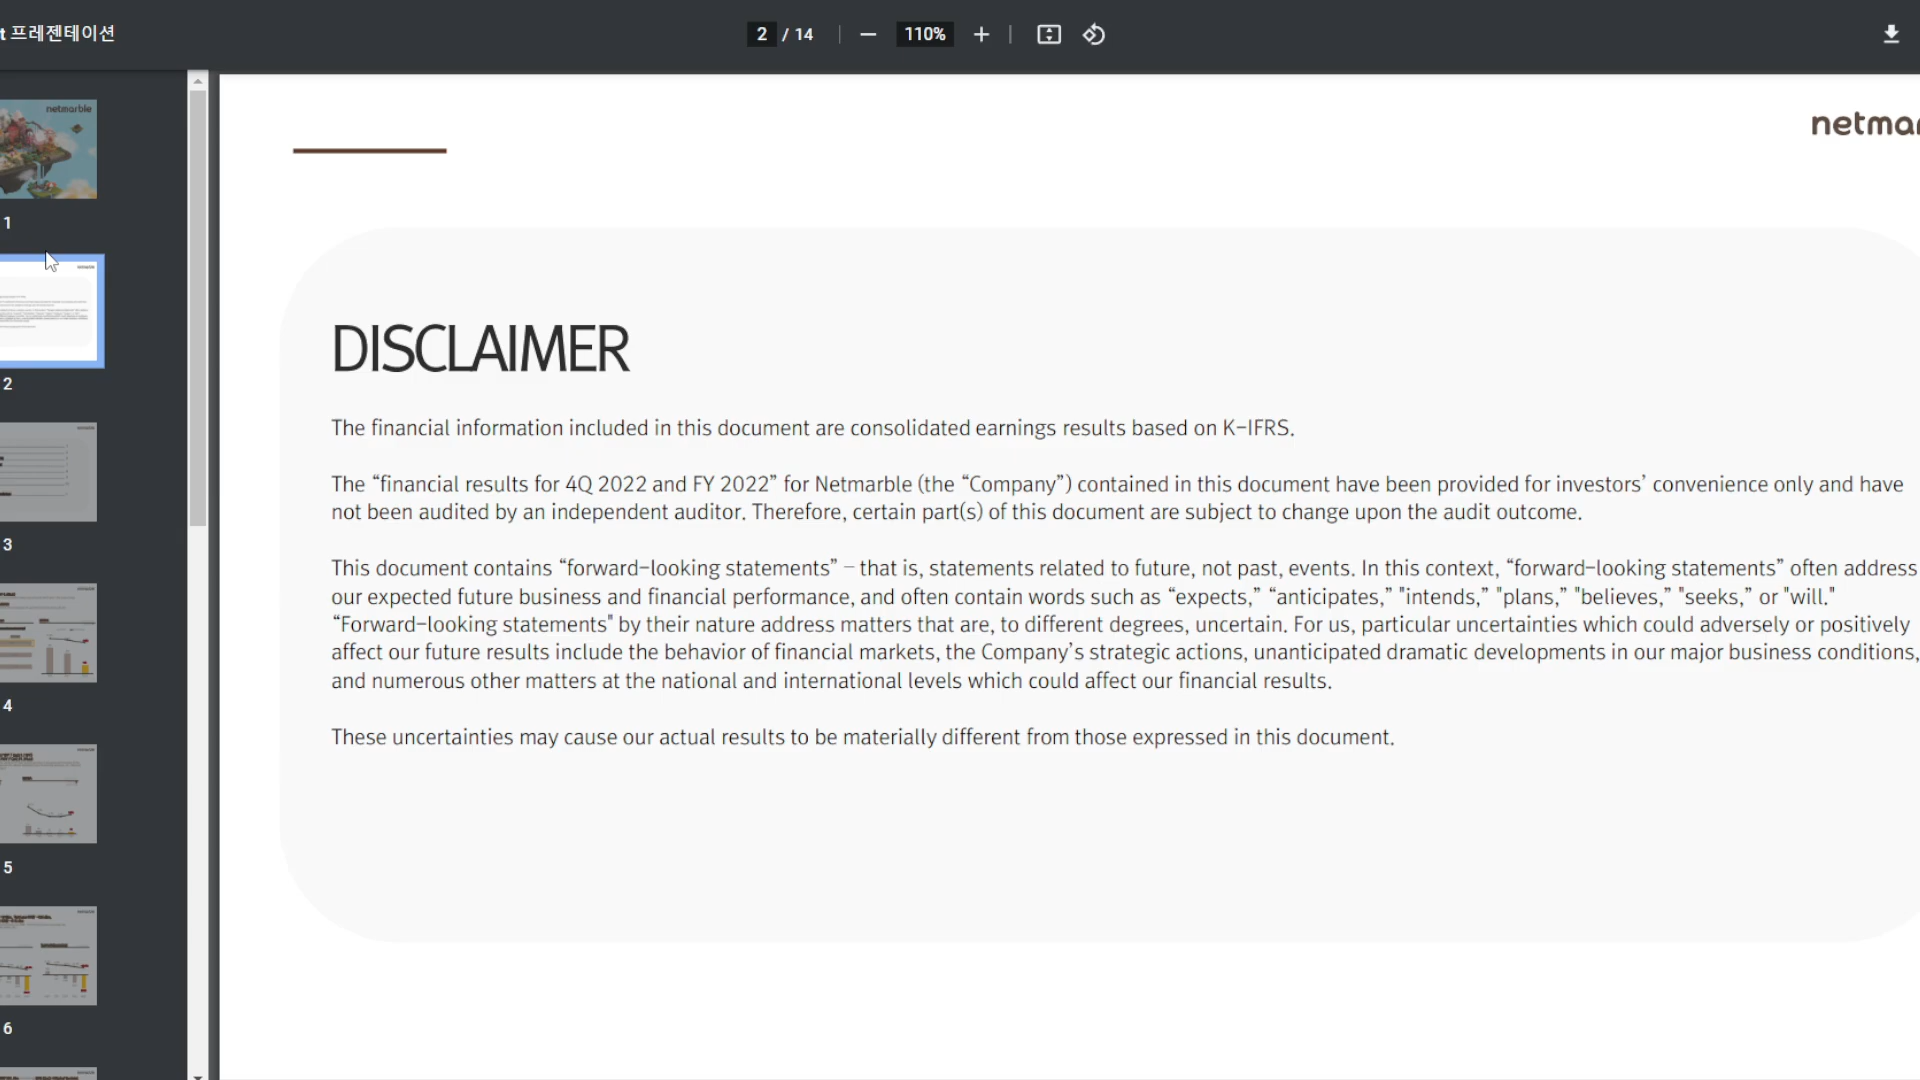 t 프레젠테이션
2 / 14
110%
netmarble
1
2
3
4
5
6
netmar
DISCLAIMER
The financial information included in this document are consolidated earnings results based on K-IFRS.
The “financial results for 4Q 2022 and FY 2022” for Netmarble (the “Company”) contained in this document have been provided for investors’ convenience only and have
not been audited by an independent auditor. Therefore, certain part(s) of this document are subject to change upon the audit outcome.
This document contains “forward-looking statements” – that is, statements related to future, not past, events. In this context, “forward-looking statements” often address
our expected future business and financial performance, and often contain words such as “expects,” “anticipates,” "intends,” "plans,” "believes,” "seeks,” or "will."
“Forward-looking statements" by their nature address matters that are, to different degrees, uncertain. For us, particular uncertainties which could adversely or positively
affect our future results include the behavior of financial markets, the Company’s strategic actions, unanticipated dramatic developments in our major business conditions,
and numerous other matters at the national and international levels which could affect our financial results.
These uncertainties may cause our actual results to be materially different from those expressed in this document.